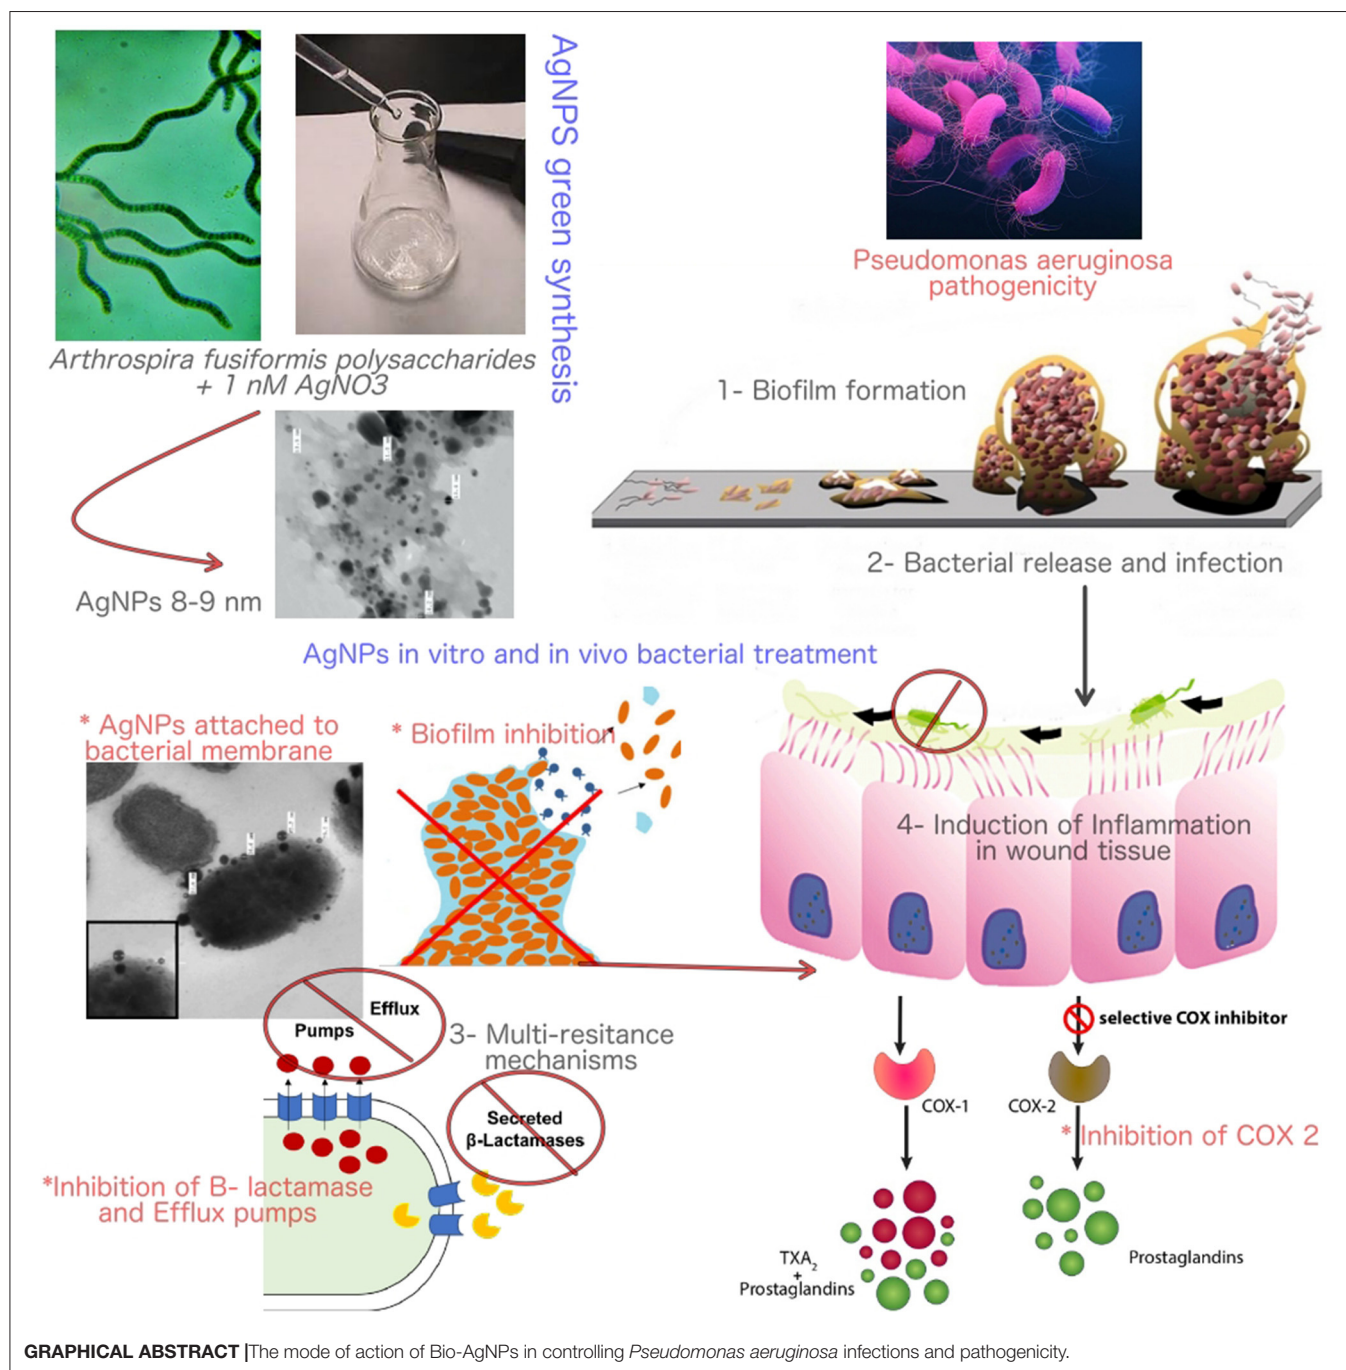 AgNPS green synthesis
Arthrospira fusiformis polysaccharides
+ 1 nM AgNO3
AgNPs 8-9 nm
Pseudomonas aeruginosa
pathogenicity
1- Biofilm formation
2- Bacterial release and infection
AgNPs in vitro and in vivo bacterial treatment
* AgNPs attached to
bacterial membrane
* Biofilm inhibition
Efflux
Pumps
3- Multi-resitance
mechanisms
Secreted
β-Lactamases
*Inhibition of B- lactamase
and Efflux pumps
4- Induction of Inflammation
in wound tissue
selective COX inhibitor
COX-1
COX-2
* Inhibition of COX 2
TXA₂
+
Prostaglandins
Prostaglandins
GRAPHICAL ABSTRACT |The mode of action of Bio-AgNPs in controlling Pseudomonas aeruginosa infections and pathogenicity.